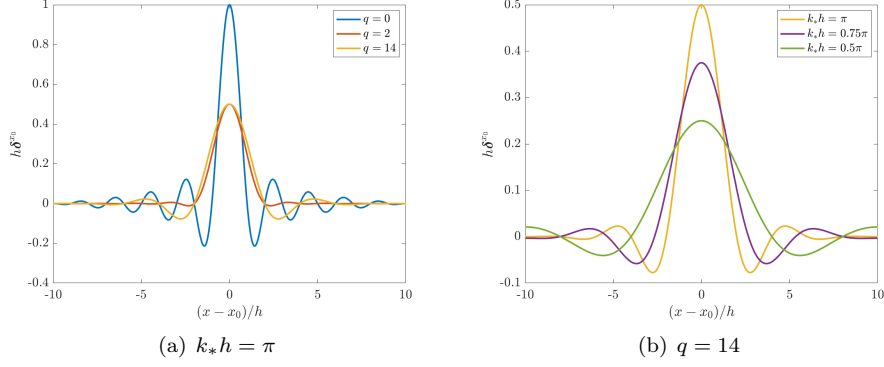 1
0.8
0.6
0.4
0.2
0
-0.2
-0.4
-10
-5
0
5
10
hδ^{x_0}
(x − x_0)/h
q = 0
q = 2
q = 14
(a) k_*h = π
0.5
0.4
0.3
0.2
0.1
0
-0.1
-10
-5
0
5
10
hδ^{x_0}
(x − x_0)/h
k_*h = π
k_*h = 0.75π
k_*h = 0.5π
(b) q = 14